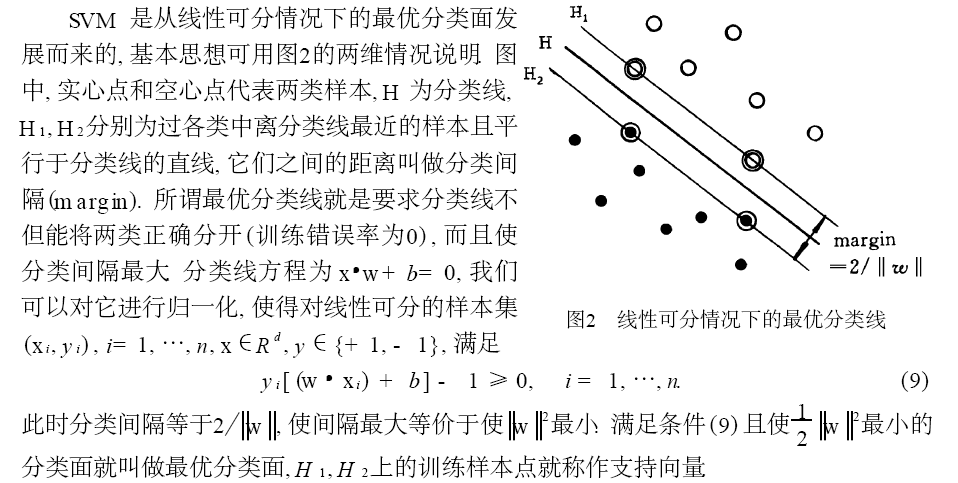 SVM 是从线性可分情况下的最优分类面发
展而来的, 基本思想可用图2的两维情况说明. 图
中, 实心点和空心点代表两类样本, H 为分类线,
H1, H2分别为过各类中离分类线最近的样本且平
行于分类线的直线, 它们之间的距离叫做分类间
隔(margin). 所谓最优分类线就是要求分类线不
但能将两类正确分开(训练错误率为0), 而且使
分类间隔最大. 分类线方程为 x•w+ b= 0, 我们
可以对它进行归一化, 使得对线性可分的样本集
(xi, yi), i= 1, …, n, x∈R^d, y∈{+ 1, - 1}, 满足
H1
H
H2
margin
=2/‖w‖
图2 线性可分情况下的最优分类线
yi[(w • xi) + b] - 1 ≥ 0, i = 1, …, n. (9)
此时分类间隔等于2/‖w‖, 使间隔最大等价于使‖w‖²最小. 满足条件(9)且使1/2‖w‖²最小的
分类面就叫做最优分类面, H1, H2上的训练样本点就称作支持向量